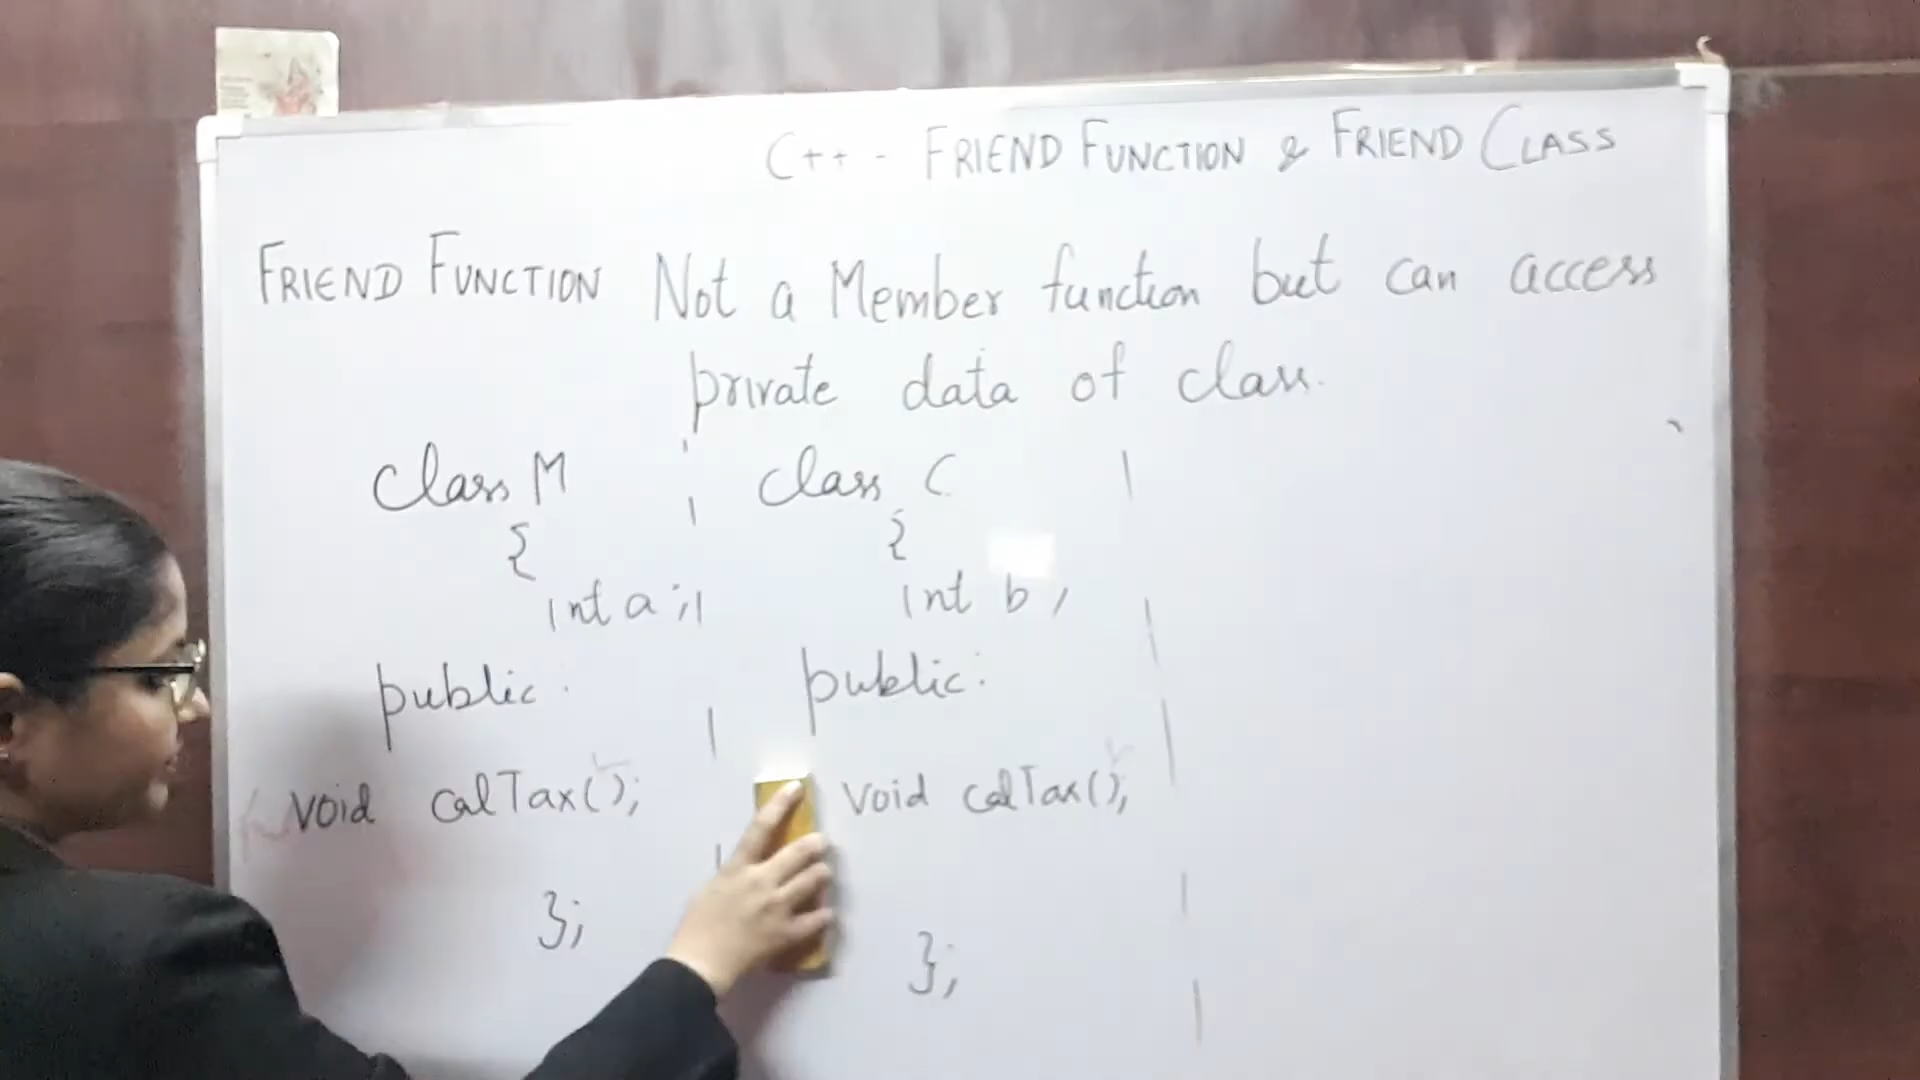 C++ - FRIEND FUNCTION & FRIEND CLASS
FRIEND FUNCTION Not a Member function but can access
private data of class.
class M
{
int a;
public:
void calTax();
};
class C
{
int b;
public:
void calTax();
};